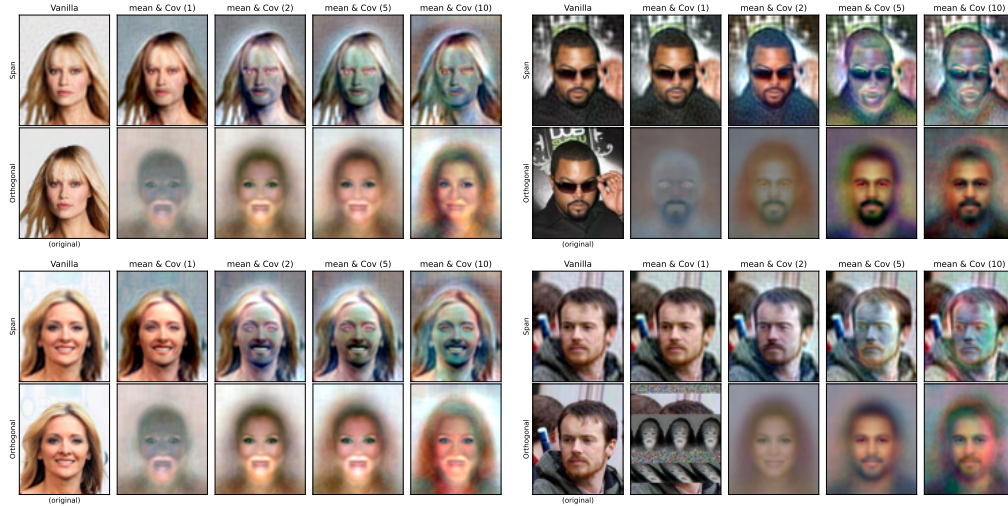 Vanilla mean & Cov (1) mean & Cov (2) mean & Cov (5) mean & Cov (10)
Span
Orthogonal
(original)
Vanilla mean & Cov (1) mean & Cov (2) mean & Cov (5) mean & Cov (10)
Span
Orthogonal
(original)
Vanilla mean & Cov (1) mean & Cov (2) mean & Cov (5) mean & Cov (10)
Span
Orthogonal
(original)
Vanilla mean & Cov (1) mean & Cov (2) mean & Cov (5) mean & Cov (10)
Span
Orthogonal
(original)